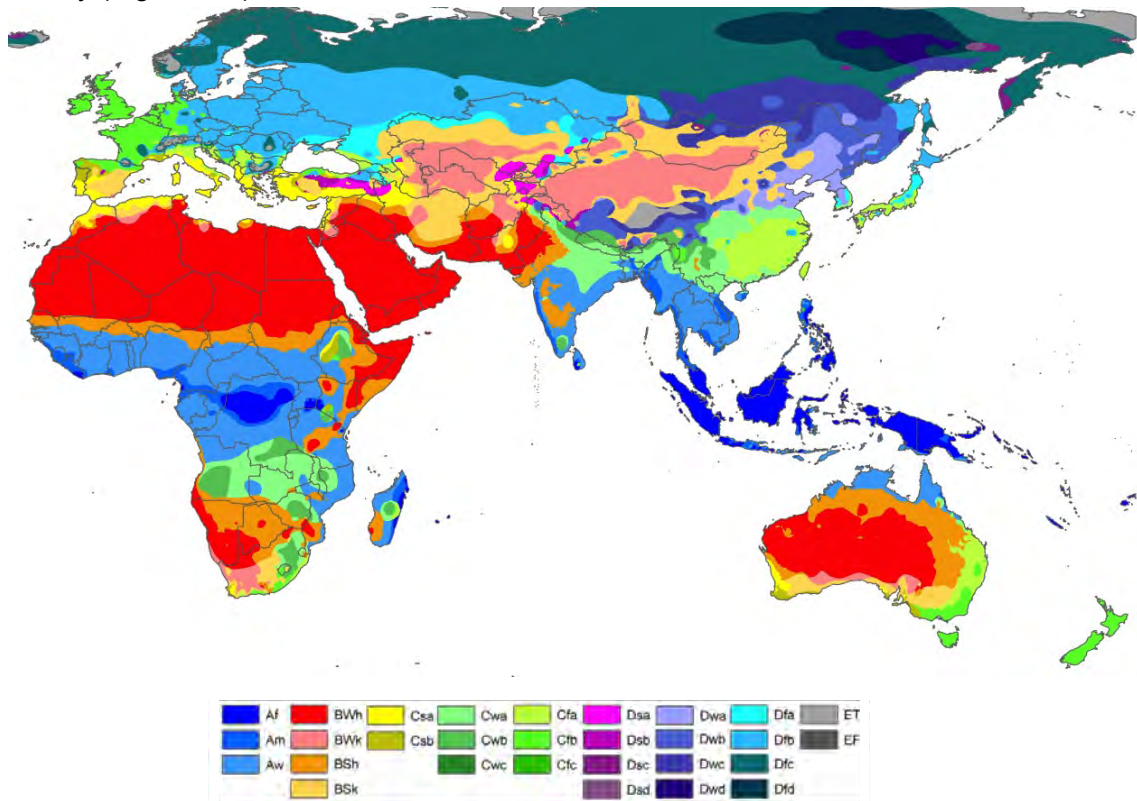 Af BWh Csa Cwa Cfa Dsa Dwa Dfa ET
Am BWk Csb Cwb Cfb Dsb Dwb Dfb EF
Aw BSh Cwc Cfc Dsc Dwc Dfc
BSk Dsd Dwd Dfd